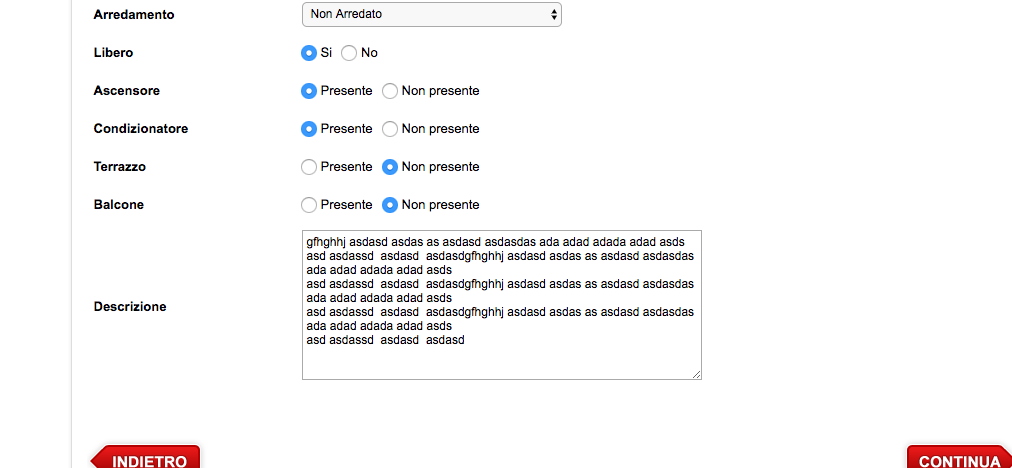 Arredamento Non Arredato
Libero Si No
Ascensore Presente Non presente
Condizionatore Presente Non presente
Terrazzo Presente Non presente
Balcone Presente Non presente
Descrizione
gfhghhj asdasd asdas as asdasd asdasdas ada adad adada adad asds
asd asdassd  asdasd  asdasdgfhghhj asdasd asdas as asdasd asdasdas
ada adad adada adad asds
asd asdassd  asdasd  asdasdgfhghhj asdasd asdas as asdasd asdasdas
ada adad adada adad asds
asd asdassd  asdasd  asdasdgfhghhj asdasd asdas as asdasd asdasdas
ada adad adada adad asds
asd asdassd  asdasd  asdasd
INDIETRO CONTINUA